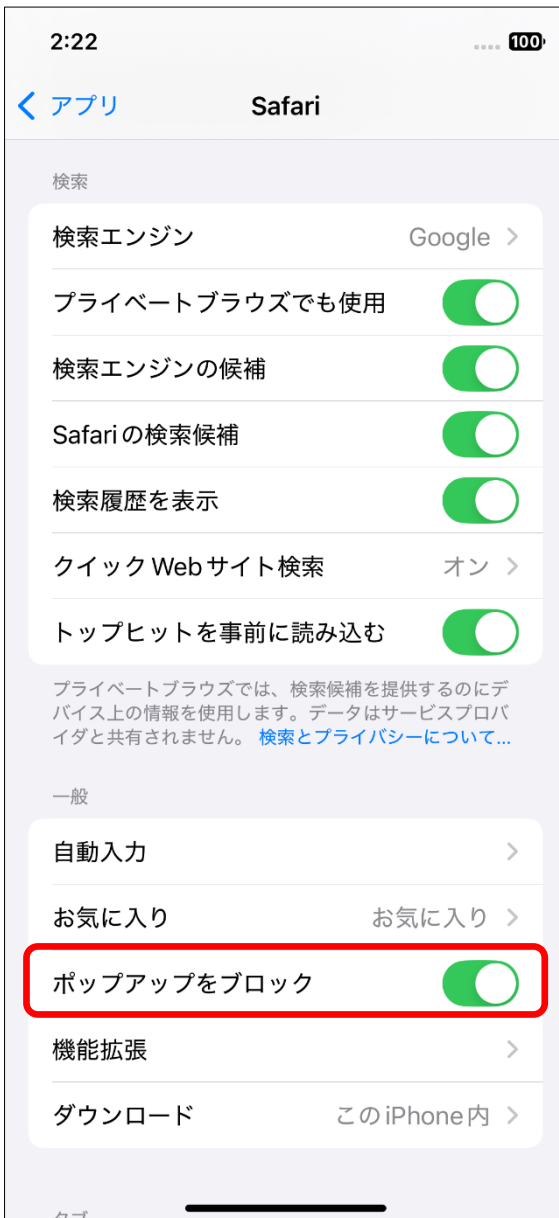 2:22
100
アプリ
Safari
検索
検索エンジン
Google
プライベートブラウズでも使用
検索エンジンの候補
Safariの検索候補
検索履歴を表示
クイックWebサイト検索
オン
トップヒットを事前に読み込む
プライベートブラウズでは、検索候補を提供するのにデ
バイス上の情報を使用します。データはサービスプロバ
イダと共有されません。 検索とプライバシーについて...
一般
自動入力
お気に入り
お気に入り
ポップアップをブロック
機能拡張
ダウンロード
このiPhone内